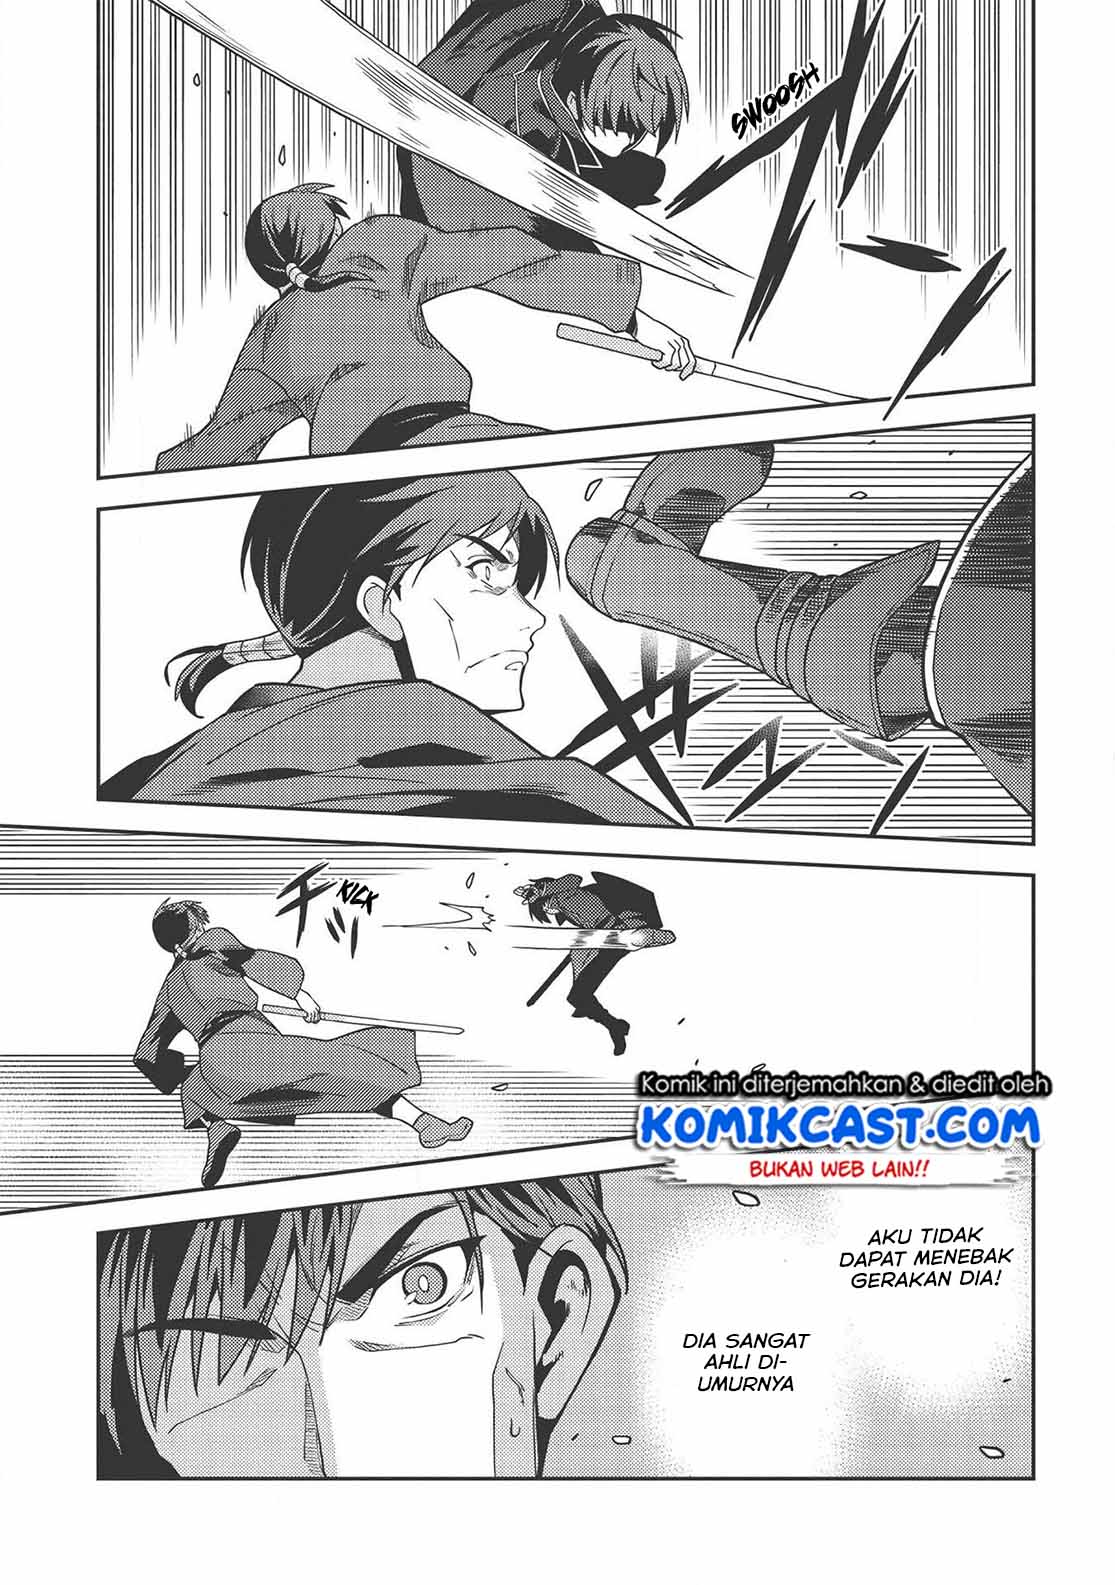 SWOOSH
KICK
Komik ini diterjemahkan & diedit oleh
KOMIKCAST.COM
BUKAN WEB LAIN!!
AKU TIDAK
DAPAT MENEBAK
GERAKAN DIA!
DIA SANGAT
AHLI DI-
UMURNYA